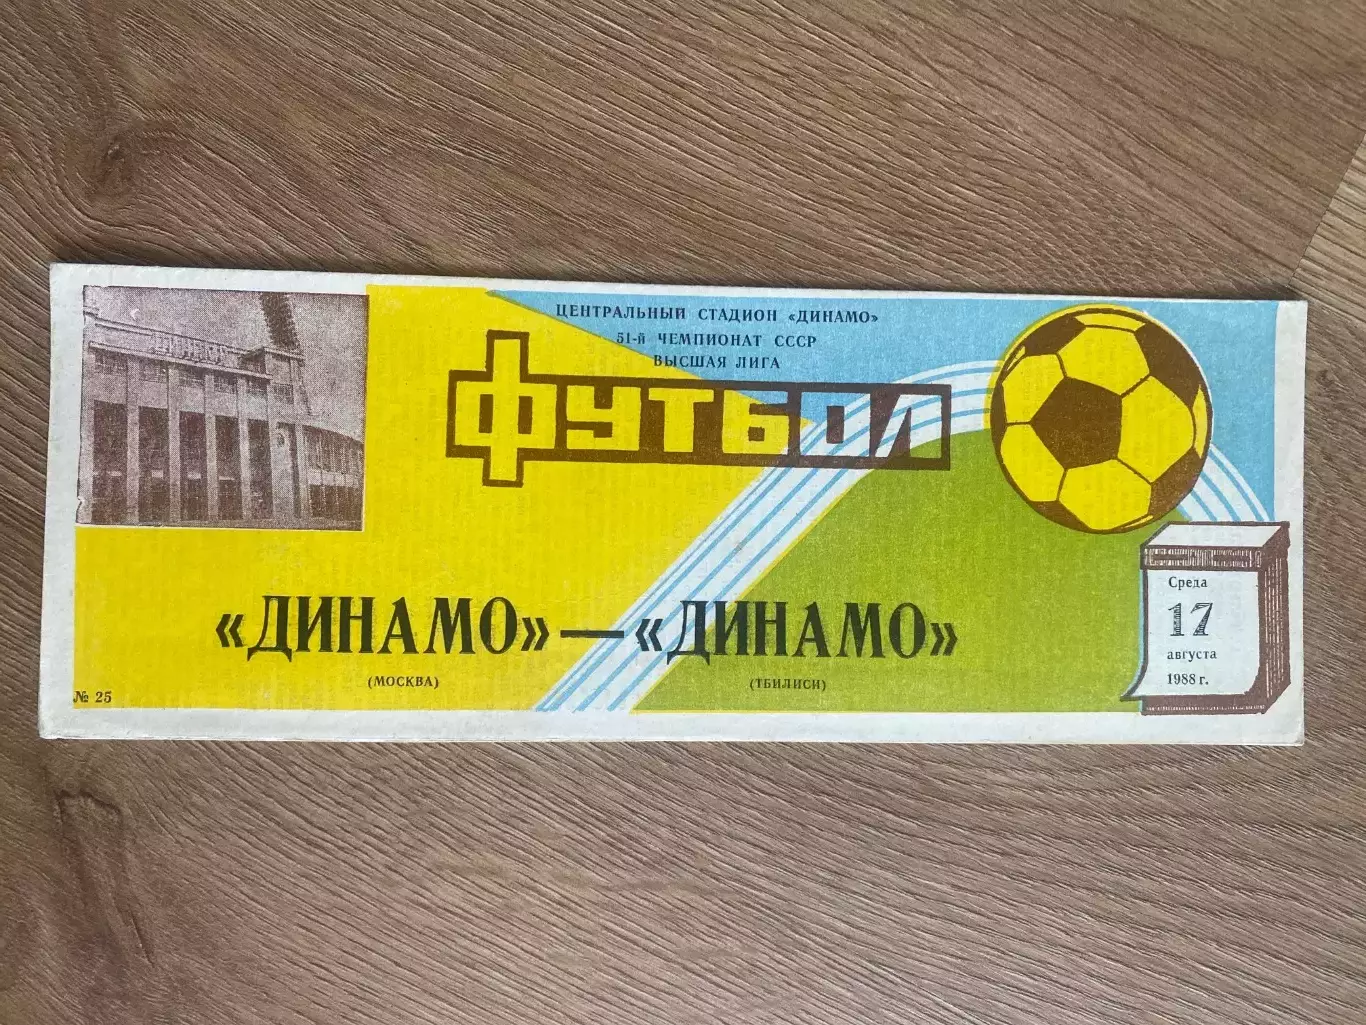 ЦЕНТРАЛЬНЫЙ СТАДИОН «ДИНАМО»
51-й ЧЕМПИОНАТ СССР
ВЫСШАЯ ЛИГА
ФУТБОЛ
«ДИНАМО» — «ДИНАМО»
(МОСКВА) (ТБИЛИСИ)
Среда
17
августа
1988 г.
№ 25